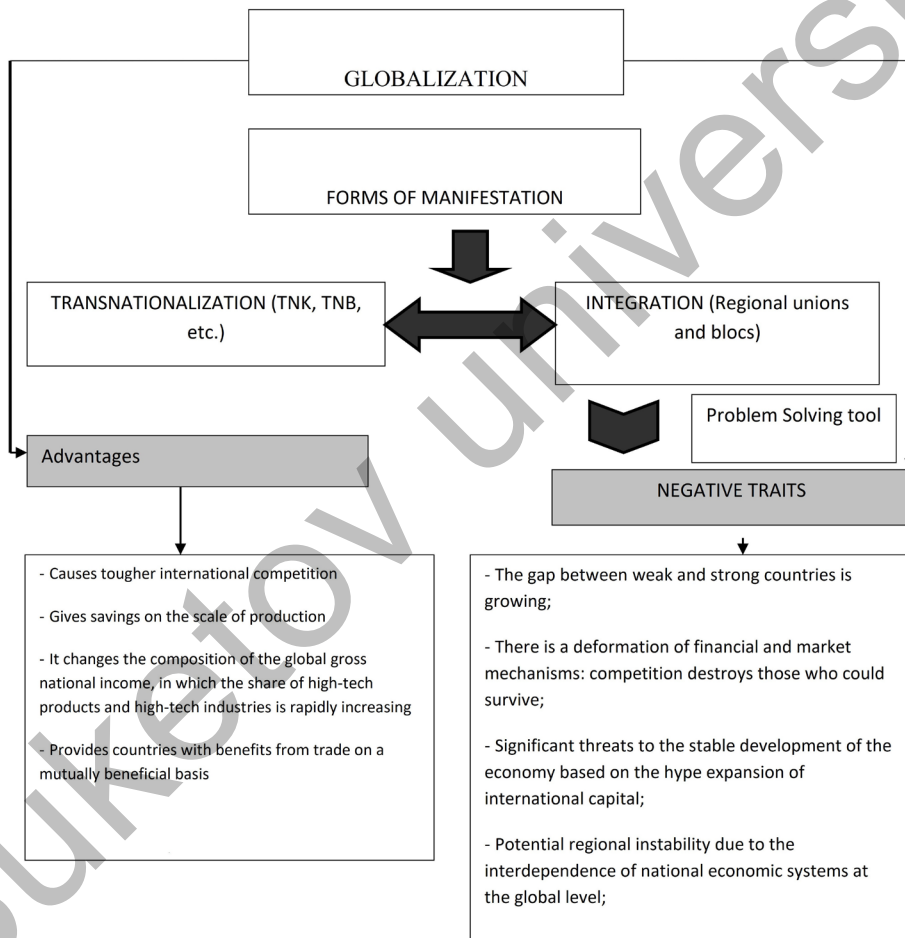 GLOBALIZATION
FORMS OF MANIFESTATION
TRANSNATIONALIZATION (TNK, TNB,
etc.)
INTEGRATION (Regional unions
and blocs)
Problem Solving tool
Advantages
NEGATIVE TRAITS
- Causes tougher international competition
- Gives savings on the scale of production
- It changes the composition of the global gross
national income, in which the share of high-tech
products and high-tech industries is rapidly increasing
- Provides countries with benefits from trade on a
mutually beneficial basis
- The gap between weak and strong countries is
growing;
- There is a deformation of financial and market
mechanisms: competition destroys those who could
survive;
- Significant threats to the stable development of the
economy based on the hype expansion of
international capital;
- Potential regional instability due to the
interdependence of national economic systems at
the global level;
uketov universi